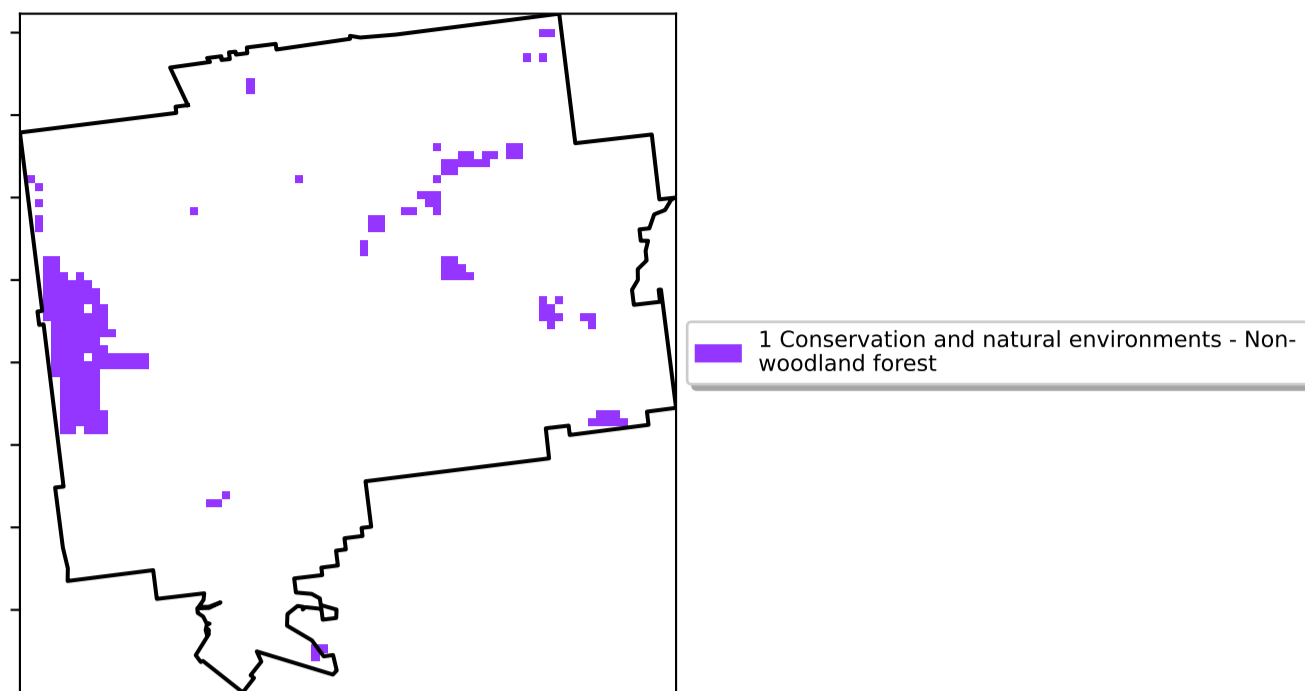 1 Conservation and natural environments - Non-
woodland forest